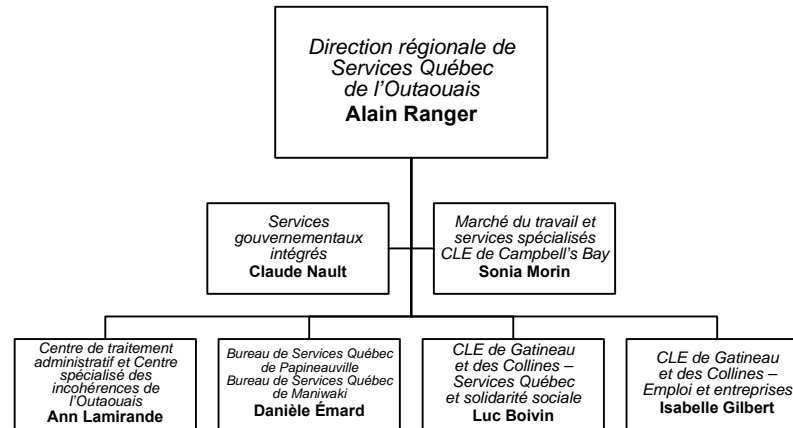 Direction régionale de
Services Québec
de l'Outaouais
Alain Ranger
Services
gouvernementaux
intégrés
Claude Nault
Marché du travail et
services spécialisés
CLE de Campbell's Bay
Sonia Morin
Centre de traitement
administratif et Centre
spécialisé des
incohérences de
l'Outaouais
Ann Lamirande
Bureau de Services Québec
de Papineauville
Bureau de Services Québec
de Maniwaki
Danièle Émard
CLE de Gatineau
et des Collines –
Services Québec
et solidarité sociale
Luc Boivin
CLE de Gatineau
et des Collines –
Emploi et entreprises
Isabelle Gilbert